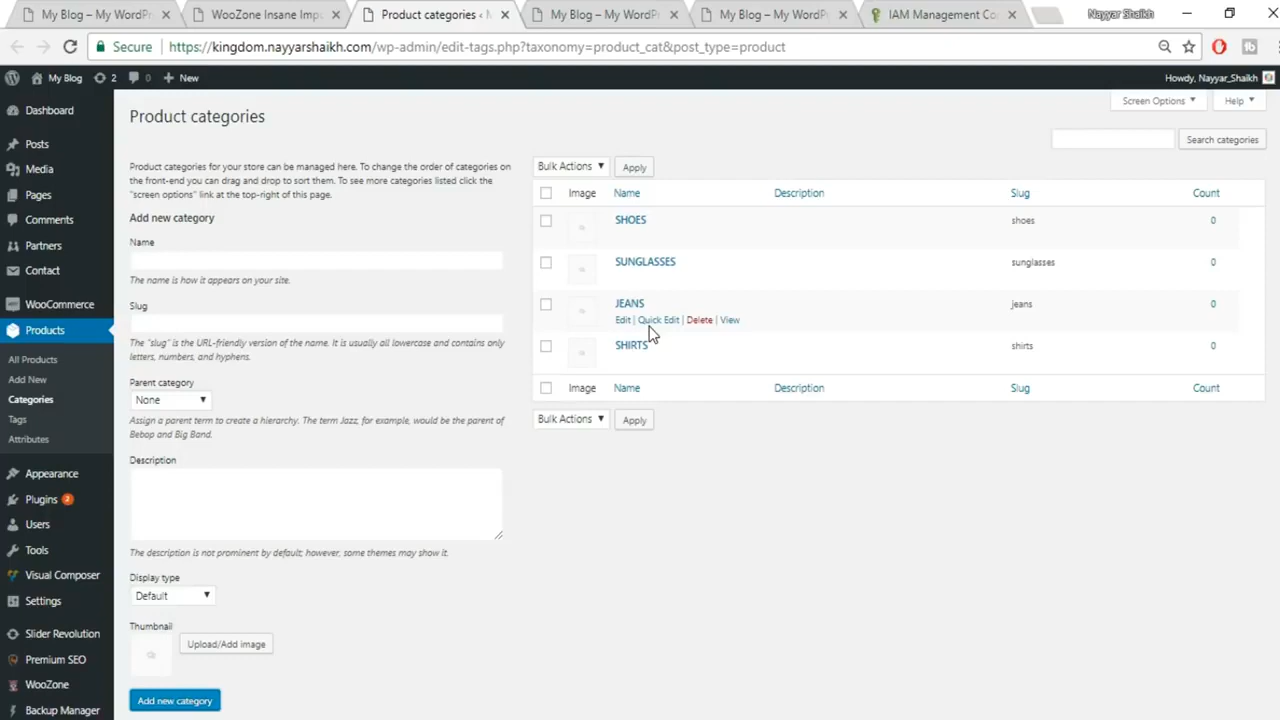 My Blog – My WordP
WooZone Insane Imp
Product categories ‹
My Blog – My WordP
My Blog – My WordP
IAM Management Co
Nayyar Shaikh
Secure
https://kingdom.nayyarshaikh.com/wp-admin/edit-tags.php?taxonomy=product_cat&post_type=product
My Blog
2
0
New
Howdy, Nayyar_Shaikh
Dashboard
Posts
Media
Pages
Comments
Partners
Contact
WooCommerce
Products
All Products
Add New
Categories
Tags
Attributes
Appearance
Plugins 2
Users
Tools
Visual Composer
Settings
Slider Revolution
Premium SEO
WooZone
Backup Manager
Screen Options
Help
Product categories
Search categories
Product categories for your store can be managed here. To change the order of categories on
the front-end you can drag and drop to sort them. To see more categories listed click the
"screen options" link at the top-right of this page.
Add new category
Name
The name is how it appears on your site.
Slug
The "slug" is the URL-friendly version of the name. It is usually all lowercase and contains only
letters, numbers, and hyphens.
Parent category
None
Assign a parent term to create a hierarchy. The term Jazz, for example, would be the parent of
Bebop and Big Band.
Description
The description is not prominent by default; however, some themes may show it.
Display type
Default
Thumbnail
Upload/Add image
Add new category
Bulk Actions
Apply
Image Name Description Slug Count
SHOES shoes 0
SUNGLASSES sunglasses 0
JEANS jeans 0
Edit | Quick Edit | Delete | View
SHIRTS shirts 0
Image Name Description Slug Count
Bulk Actions
Apply